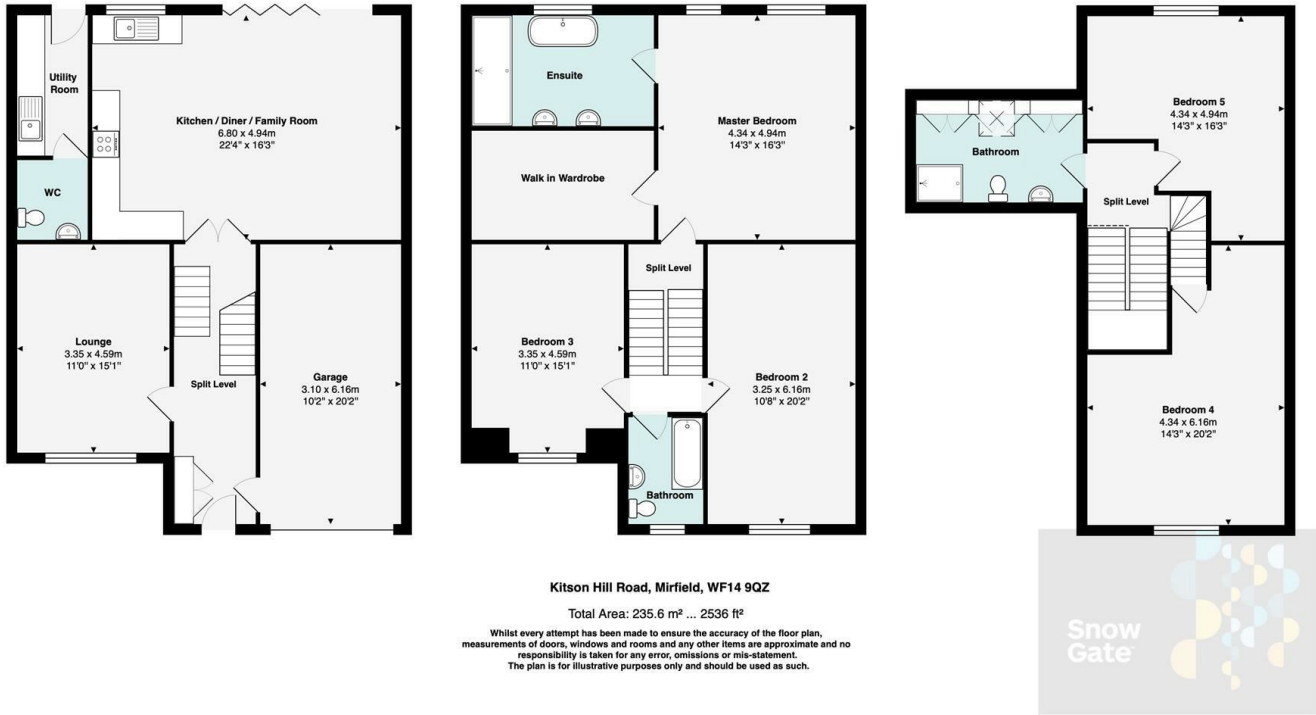 Utility
Room
WC
Kitchen / Diner / Family Room
6.80 x 4.94m
22'4" x 16'3"
Lounge
3.35 x 4.59m
11'0" x 15'1"
Split Level
Garage
3.10 x 6.16m
10'2" x 20'2"
Ensuite
Walk in Wardrobe
Master Bedroom
4.34 x 4.94m
14'3" x 16'3"
Split Level
Bedroom 3
3.35 x 4.59m
11'0" x 15'1"
Bedroom 2
3.25 x 6.16m
10'8" x 20'2"
Bathroom
Bathroom
Bedroom 5
4.34 x 4.94m
14'3" x 16'3"
Split Level
Bedroom 4
4.34 x 6.16m
14'3" x 20'2"
Kitson Hill Road, Mirfield, WF14 9QZ
Total Area: 235.6 m² ... 2536 ft²
Whilst every attempt has been made to ensure the accuracy of the floor plan,
measurements of doors, windows and rooms and any other items are approximate and no
responsibility is taken for any error, omissions or mis-statement.
The plan is for illustrative purposes only and should be used as such.
Snow
Gate